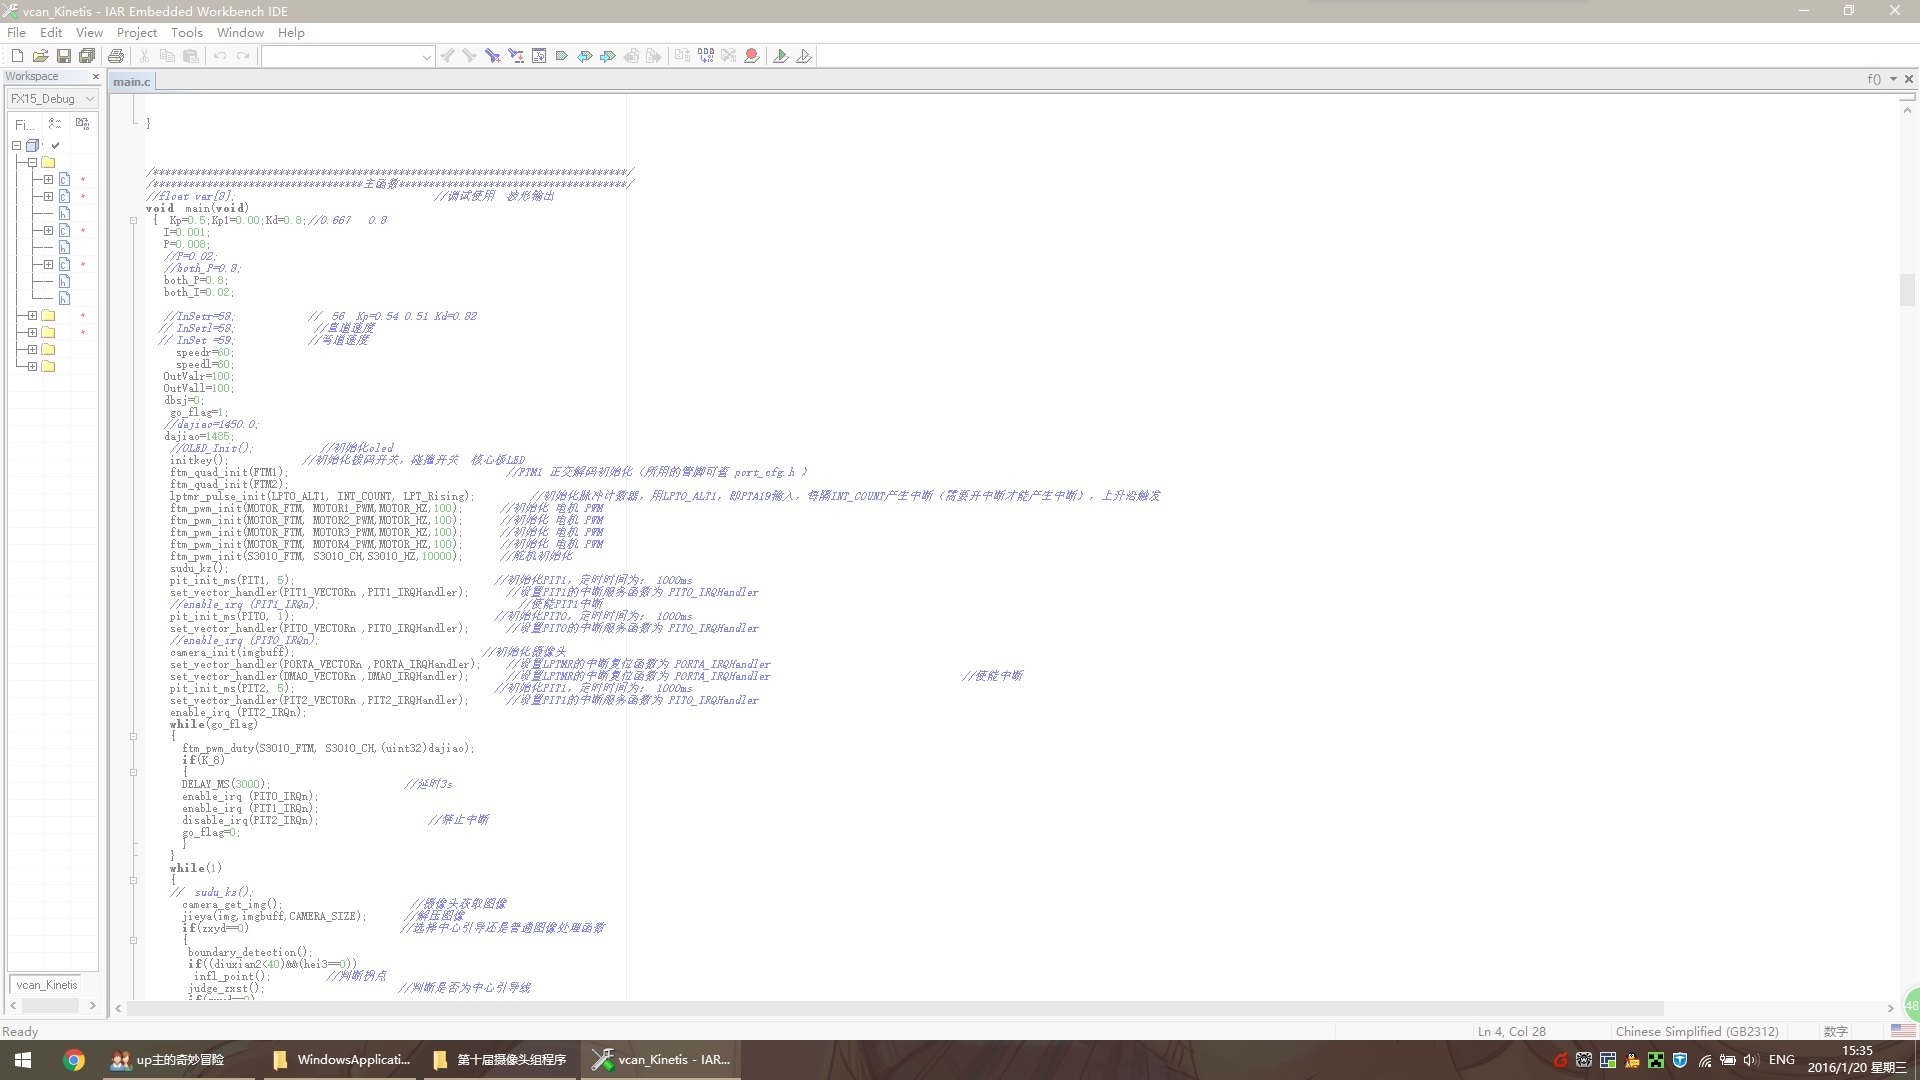 vcan_Kinetis - IAR Embedded Workbench IDE
File Edit View Project Tools Window Help
Workspace
main.c
f()
FX15_Debug
Fi...
}
/*******************************************************************************/
/***********************************主函数**************************************/
//float var[8]; //调试使用 波形输出
void main(void)
{ Kp=0.5;Kp1=0.00;Kd=0.8;//0.667 0.8
I=0.001;
P=0.008;
//P=0.02;
//both_P=0.8;
both_P=0.8;
both_I=0.02;
//InSetr=58; // 56 Kp=0.54 0.51 Kd=0.82
// InSetl=58; //直道速度
// InSet =59; //弯道速度
speedr=60;
speedl=60;
OutValr=100;
OutVall=100;
dbsj=0;
go_flag=1;
//dajiao=1450.0;
dajiao=1485;
//OLED_Init(); //初始化oled
initkey(); //初始化拨码开关，碰撞开关 核心板LED
ftm_quad_init(FTM1); //FTM1 正交解码初始化（所用的管脚可查 port_cfg.h ）
ftm_quad_init(FTM2);
lptmr_pulse_init(LPT0_ALT1, INT_COUNT, LPT_Rising); //初始化脉冲计数器，用LPT0_ALT1，即PTA19输入，每隔INT_COUNT产生中断（需要开中断才能产生中断），上升沿触发
ftm_pwm_init(MOTOR_FTM, MOTOR1_PWM,MOTOR_HZ,100); //初始化 电机 PWM
ftm_pwm_init(MOTOR_FTM, MOTOR2_PWM,MOTOR_HZ,100); //初始化 电机 PWM
ftm_pwm_init(MOTOR_FTM, MOTOR3_PWM,MOTOR_HZ,100); //初始化 电机 PWM
ftm_pwm_init(MOTOR_FTM, MOTOR4_PWM,MOTOR_HZ,100); //初始化 电机 PWM
ftm_pwm_init(S3010_FTM, S3010_CH,S3010_HZ,10000); //舵机初始化
sudu_kz();
pit_init_ms(PIT1, 5); //初始化PIT1，定时时间为： 1000ms
set_vector_handler(PIT1_VECTORn ,PIT1_IRQHandler); //设置PIT1的中断服务函数为 PIT0_IRQHandler
//enable_irq (PIT1_IRQn); //使能PIT1中断
pit_init_ms(PIT0, 1); //初始化PIT0，定时时间为： 1000ms
set_vector_handler(PIT0_VECTORn ,PIT0_IRQHandler); //设置PIT0的中断服务函数为 PIT0_IRQHandler
//enable_irq (PIT0_IRQn);
camera_init(imgbuff); //初始化摄像头
set_vector_handler(PORTA_VECTORn ,PORTA_IRQHandler); //设置LPTMR的中断复位函数为 PORTA_IRQHandler
set_vector_handler(DMA0_VECTORn ,DMA0_IRQHandler); //设置LPTMR的中断复位函数为 PORTA_IRQHandler //使能中断
pit_init_ms(PIT2, 5); //初始化PIT1，定时时间为： 1000ms
set_vector_handler(PIT2_VECTORn ,PIT2_IRQHandler); //设置PIT1的中断服务函数为 PIT0_IRQHandler
enable_irq (PIT2_IRQn);
while(go_flag)
{
ftm_pwm_duty(S3010_FTM, S3010_CH,(uint32)dajiao);
if(K_8)
{
DELAY_MS(3000); //延时3s
enable_irq (PIT0_IRQn);
enable_irq (PIT1_IRQn);
disable_irq(PIT2_IRQn); //禁止中断
go_flag=0;
}
}
while(1)
{
// sudu_kz();
camera_get_img(); //摄像头获取图像
jieya(img,imgbuff,CAMERA_SIZE); //解压图像
if(zxyd==0) //选择中心引导还是普通图像处理函数
{
boundary_detection();
if((diuxian2<40)&&(hei3==0))
infl_point(); //判断拐点
judge_zxst(); //判断是否为中心引导线
vcan_Kinetis
Ready
Ln 4, Col 28
Chinese Simplified (GB2312)
数字
48
up主的奇妙冒险
WindowsApplicati...
第十届摄像头组程序
vcan_Kinetis - IAR...
ENG
15:35
2016/1/20 星期三